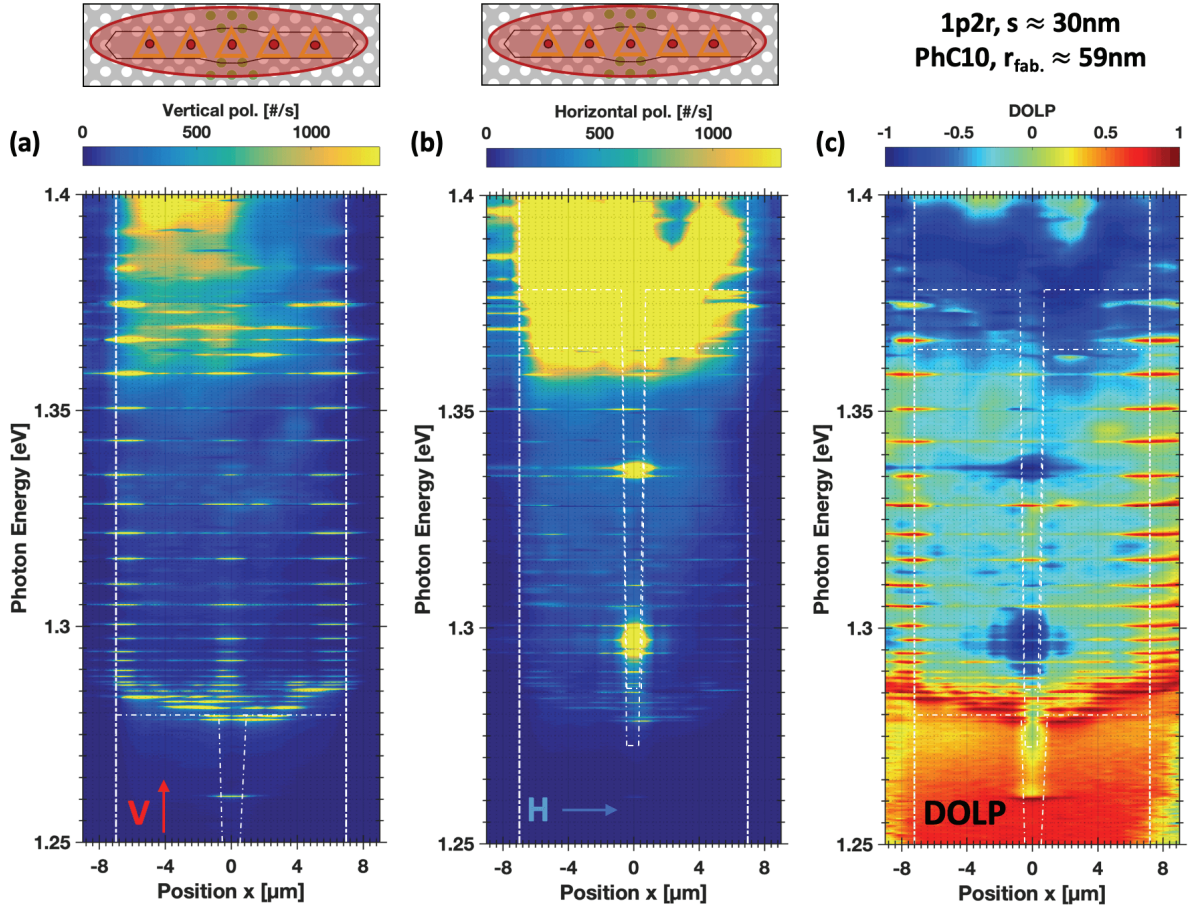 1p2r, s ≈ 30nm
PhC10, r_fab. ≈ 59nm
(a)
Vertical pol. [#/s]
0 500 1000
1.4
1.35
1.3
1.25
Photon Energy [eV]
V
-8 -4 0 4 8
Position x [µm]
(b)
Horizontal pol. [#/s]
0 500 1000
1.4
1.35
1.3
1.25
Photon Energy [eV]
H
-8 -4 0 4 8
Position x [µm]
(c)
DOLP
-1 -0.5 0 0.5 1
1.4
1.35
1.3
1.25
Photon Energy [eV]
DOLP
-8 -4 0 4 8
Position x [µm]